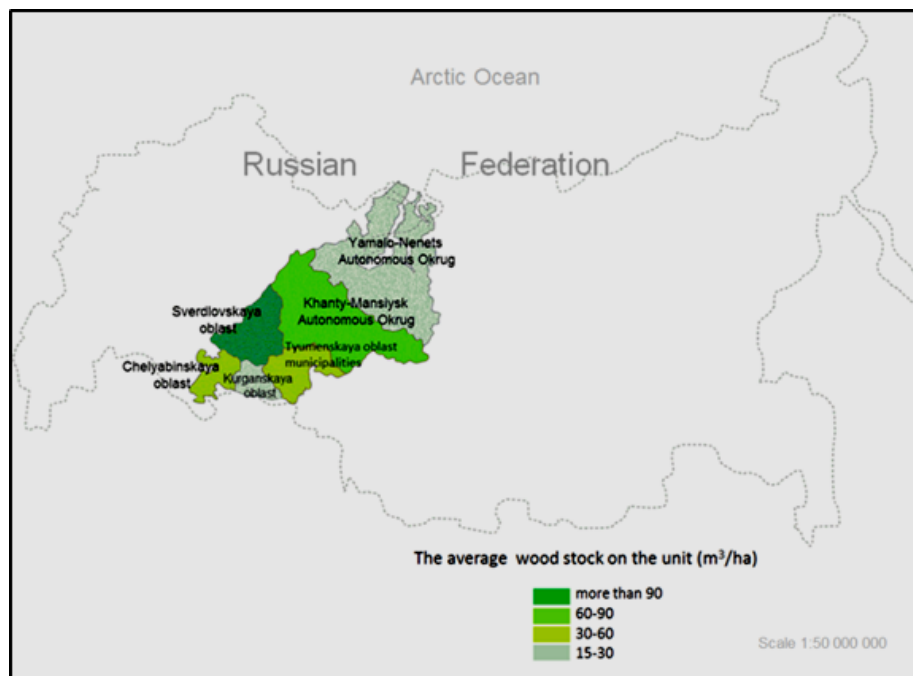 Arctic Ocean
Russian Federation
Yamalo-Nenets
Autonomous Okrug
Khanty-Mansiysk
Autonomous Okrug
Sverdlovskaya
oblast
Tyumenskaya oblast
municipalities
Chelyabinskaya
oblast
Kurganskaya
oblast
The average wood stock on the unit (m³/ha)
more than 90
60-90
30-60
15-30
Scale 1:50 000 000